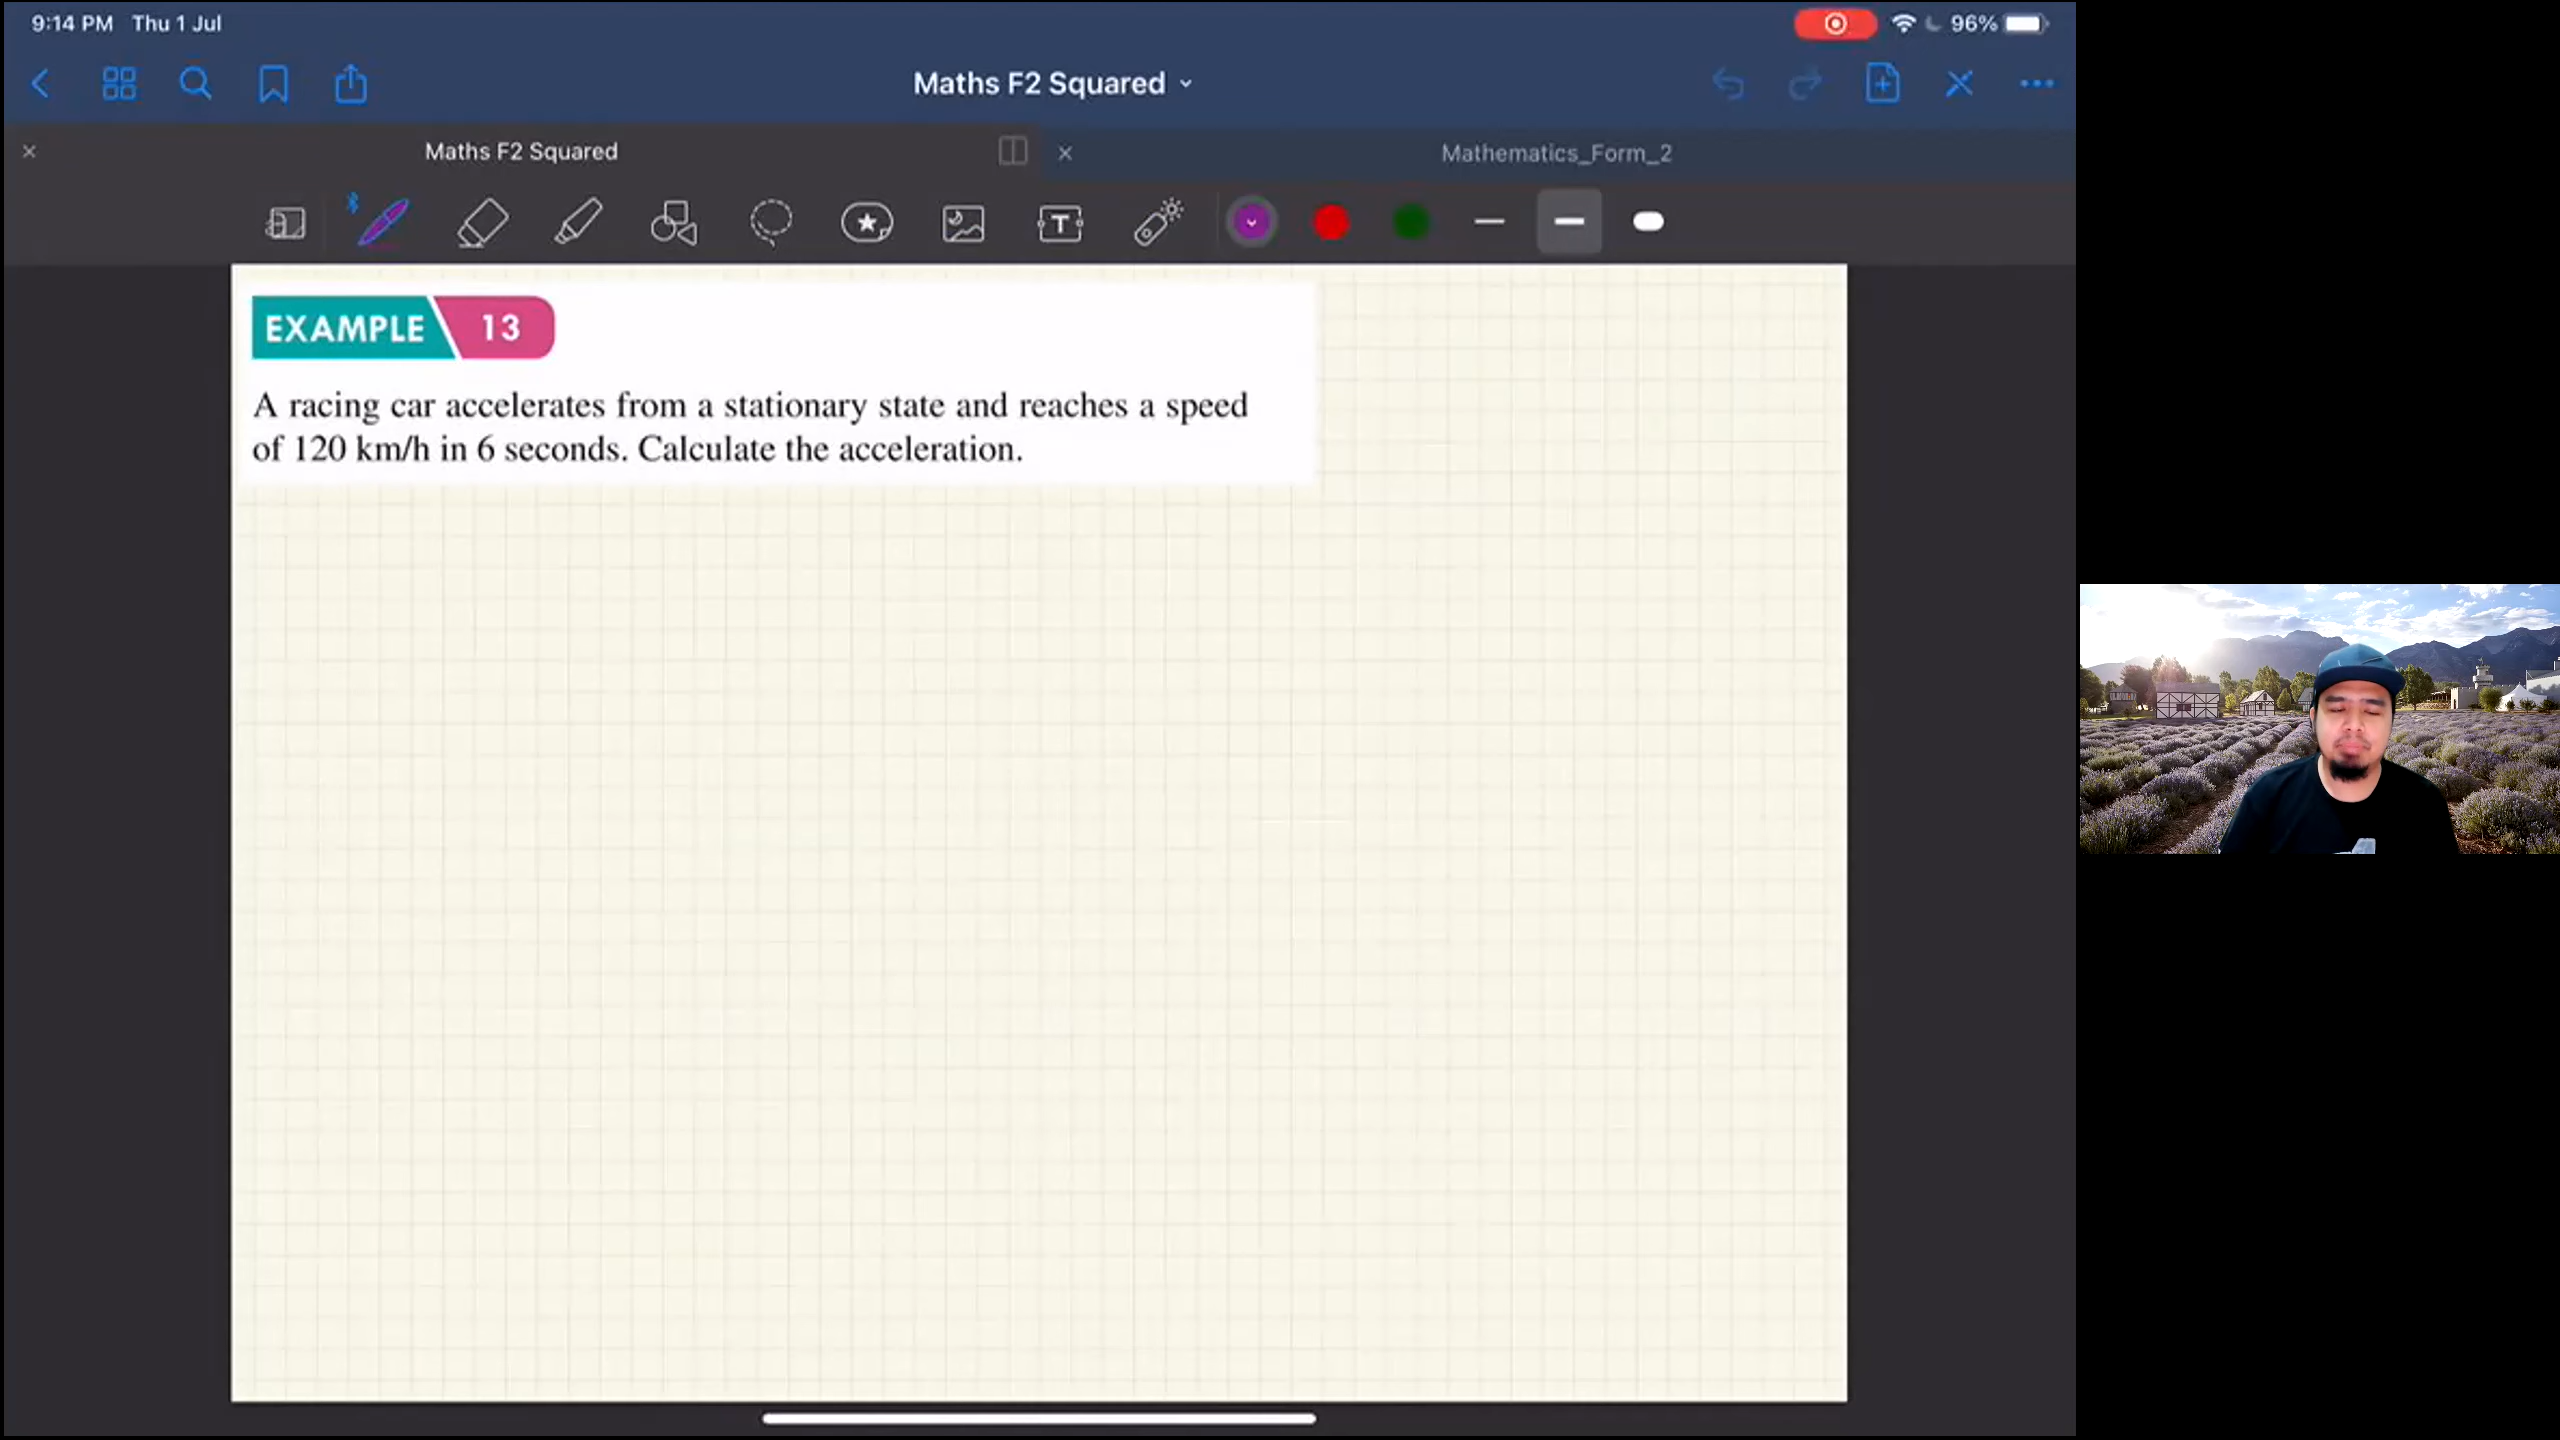 9:14 PM Thu 1 Jul
96%
Maths F2 Squared
Maths F2 Squared
Mathematics_Form_2
T
EXAMPLE 13
A racing car accelerates from a stationary state and reaches a speed
of 120 km/h in 6 seconds. Calculate the acceleration.